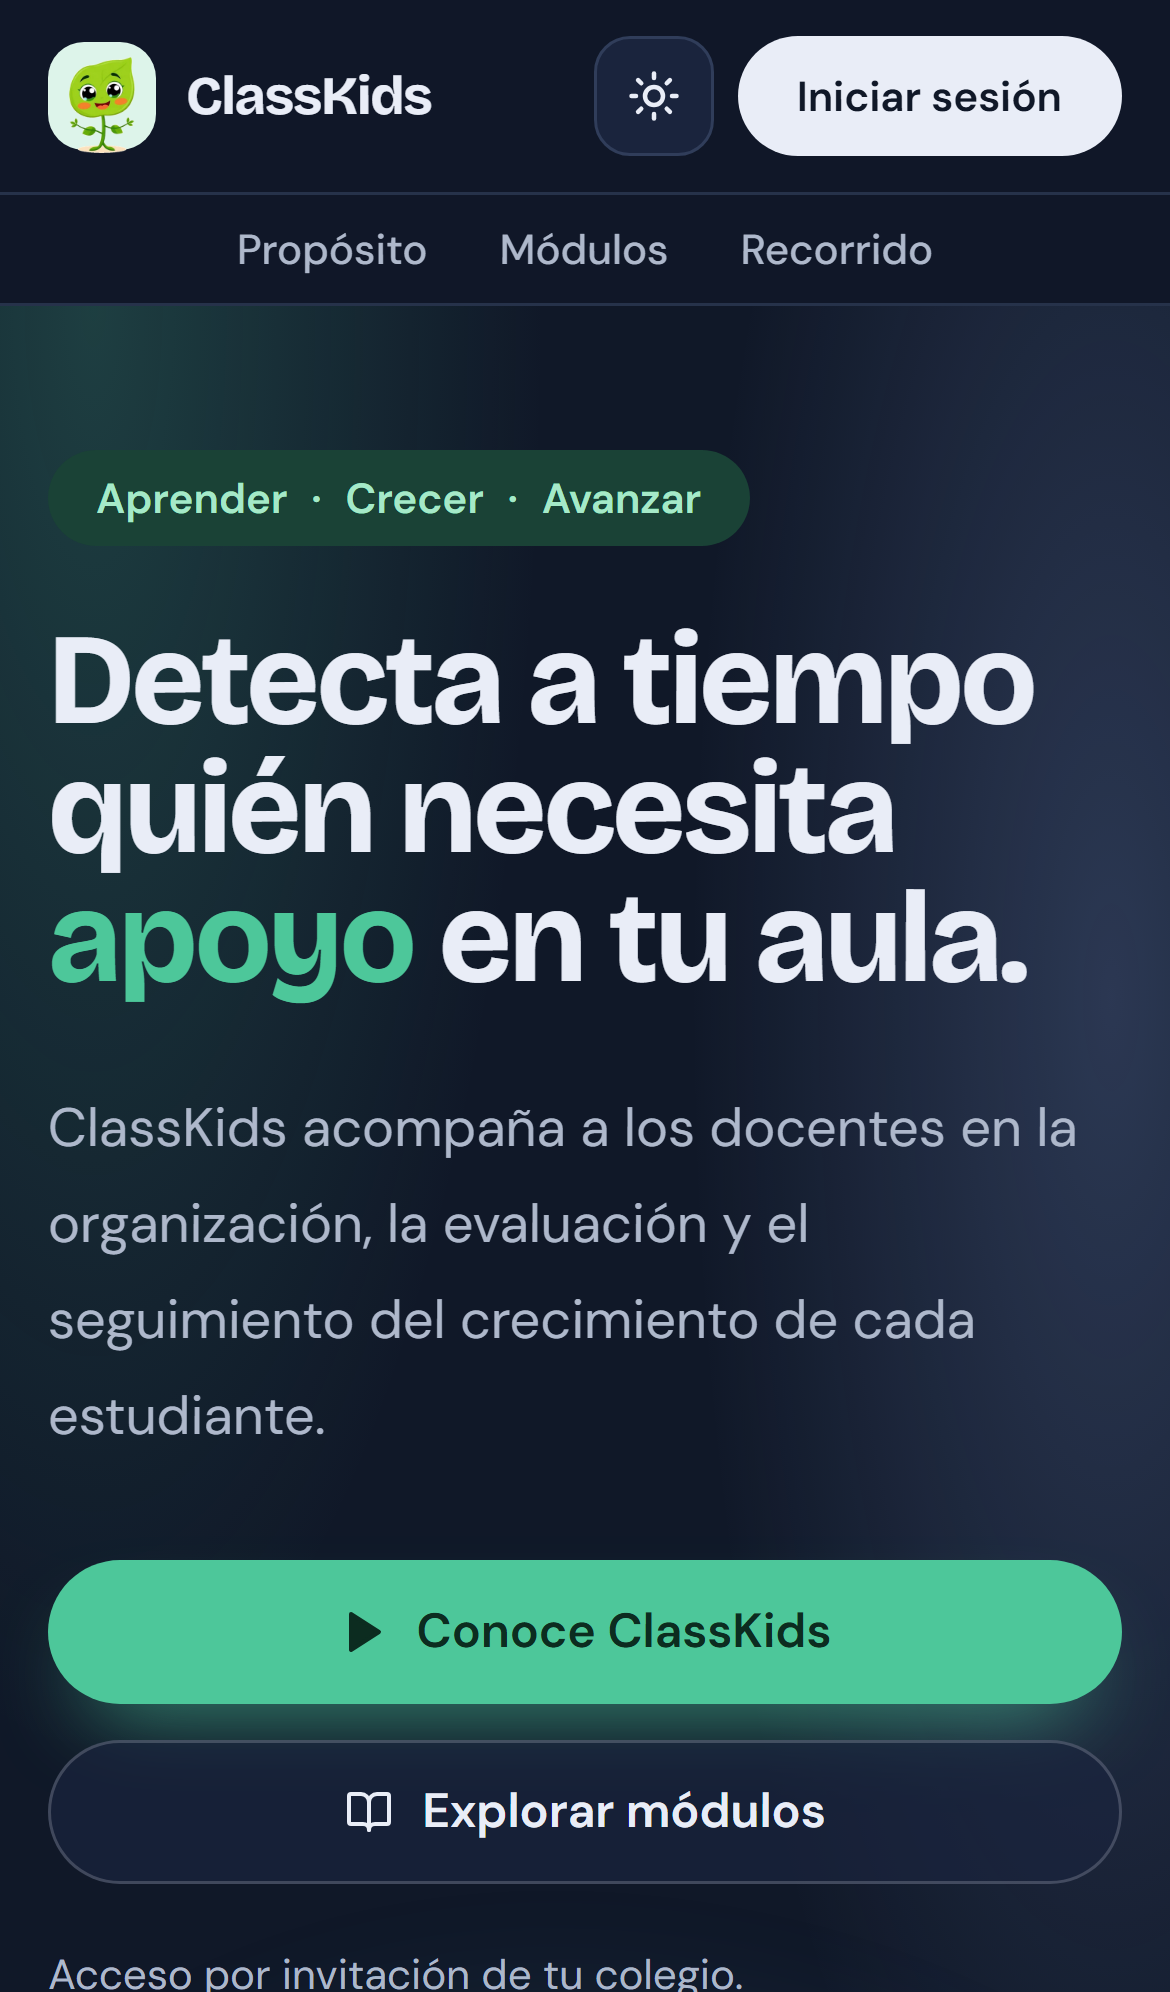 ClassKids
Iniciar sesión
Propósito Módulos Recorrido
Aprender · Crecer · Avanzar
Detecta a tiempo
quién necesita
apoyo en tu aula.
ClassKids acompaña a los docentes en la
organización, la evaluación y el
seguimiento del crecimiento de cada
estudiante.
Conoce ClassKids
Explorar módulos
Acceso por invitación de tu colegio.